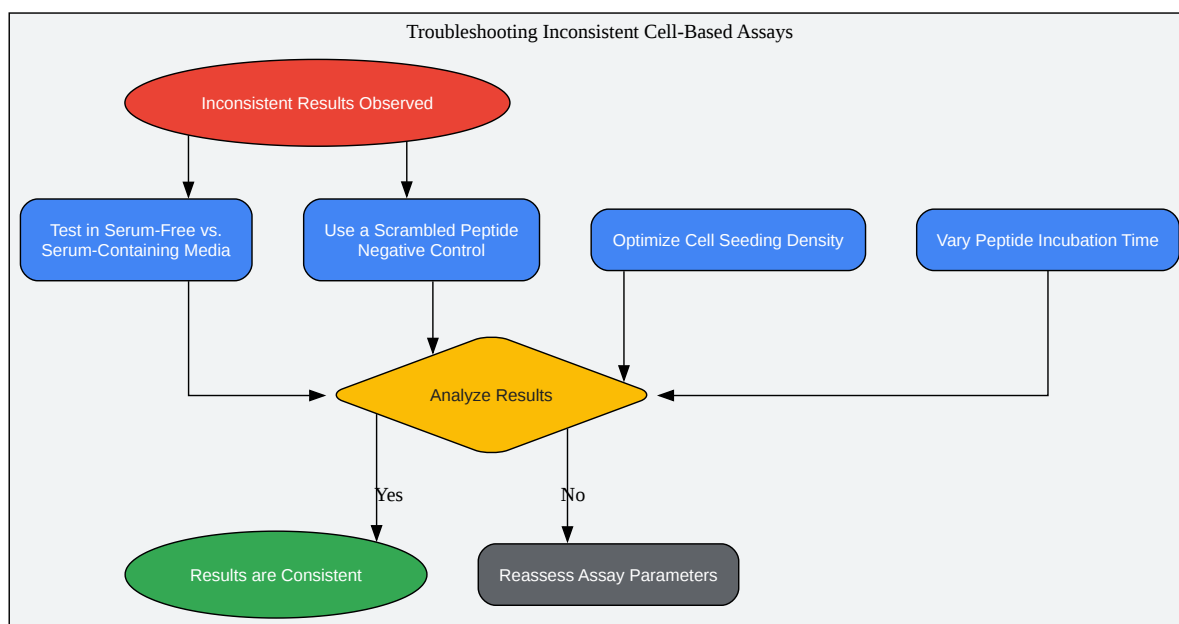 Troubleshooting Inconsistent Cell-Based Assays
Inconsistent Results Observed
Test in Serum-Free vs.
Serum-Containing Media
Use a Scrambled Peptide
Negative Control
Optimize Cell Seeding Density
Vary Peptide Incubation Time
Analyze Results
Yes
No
Results are Consistent
Reassess Assay Parameters